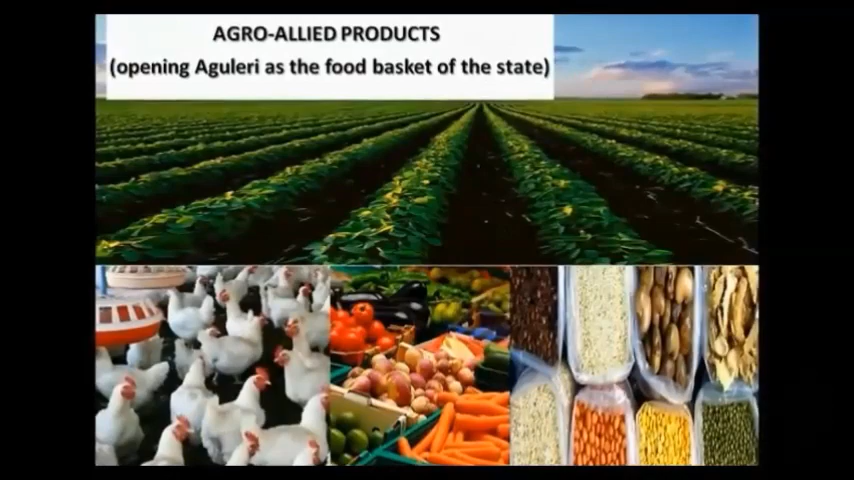 AGRO-ALLIED PRODUCTS
(opening Aguleri as the food basket of the state)